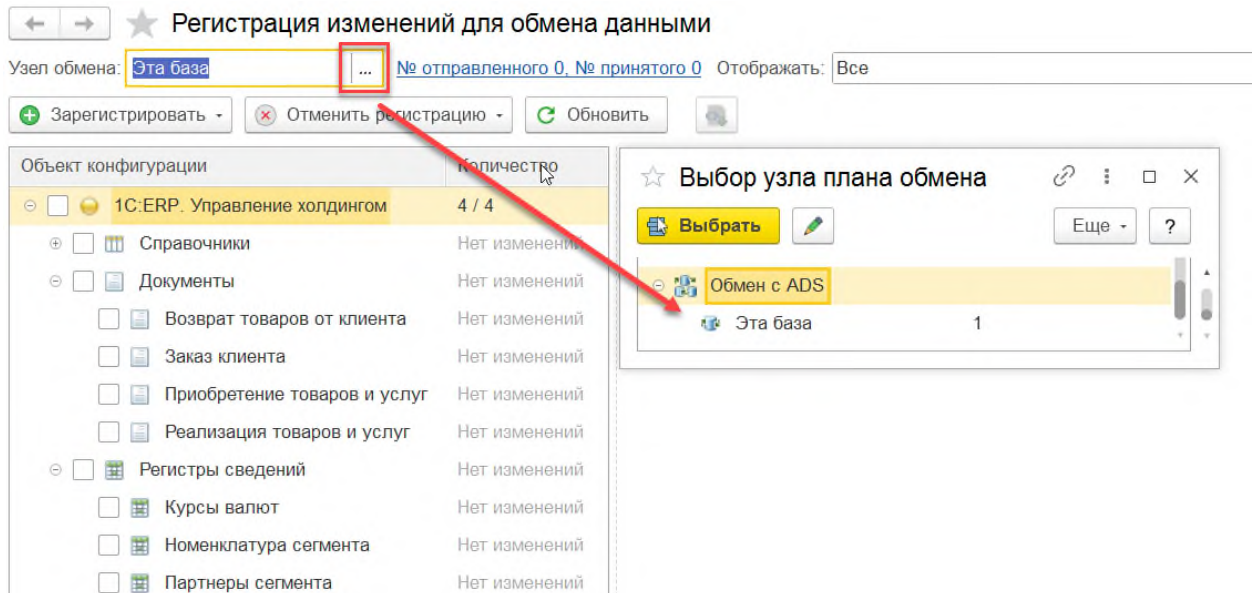 Регистрация изменений для обмена данными
Узел обмена: Эта база ... № отправленного 0, № принятого 0 Отображать: Все
Зарегистрировать Отменить регистрацию Обновить
Объект конфигурации Количество
1С:ERP. Управление холдингом 4 / 4
Справочники Нет изменений
Документы Нет изменений
Возврат товаров от клиента Нет изменений
Заказ клиента Нет изменений
Приобретение товаров и услуг Нет изменений
Реализация товаров и услуг Нет изменений
Регистры сведений Нет изменений
Курсы валют Нет изменений
Номенклатура сегмента Нет изменений
Партнеры сегмента Нет изменений
Выбор узла плана обмена
Выбрать Еще ?
Обмен с ADS
Эта база 1